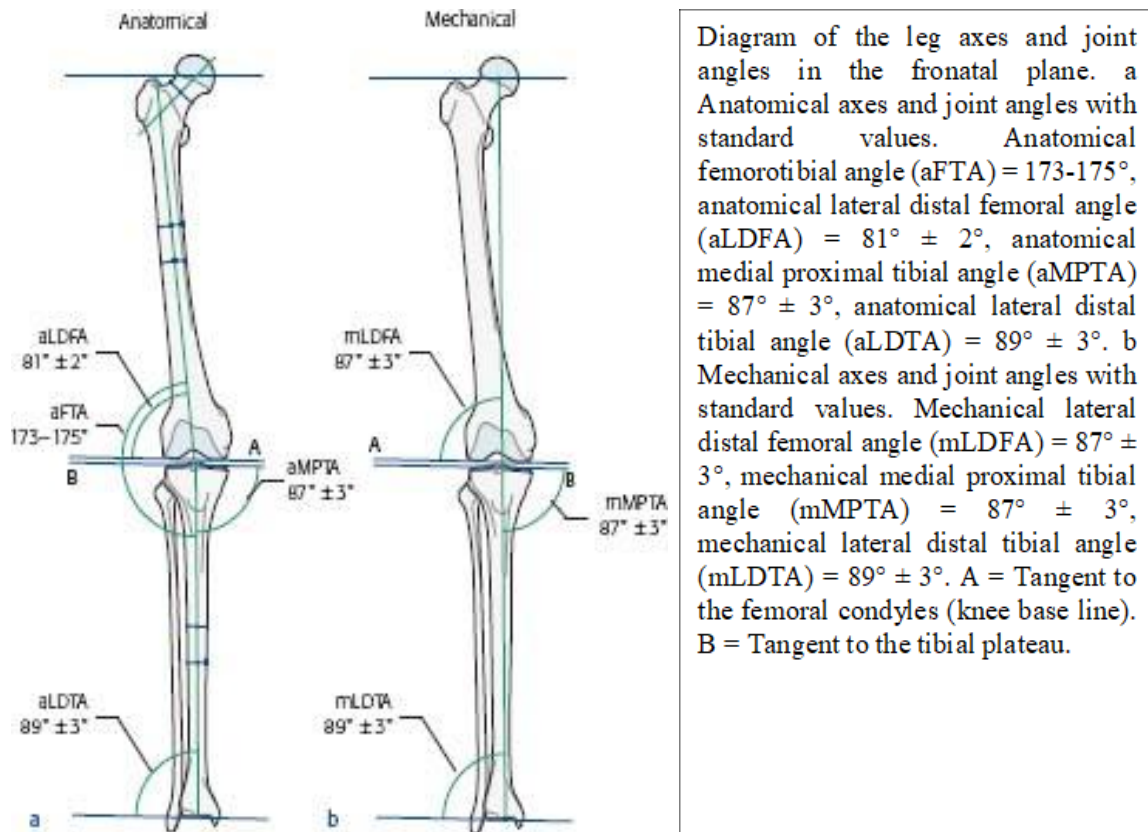 Anatomical
Mechanical
aLDFA
81° ±2°
aFTA
173–175°
A
B
aMPTA
87° ±3°
aLDTA
89° ±3°
a
mLDFA
87° ±3°
A
B
mMPTA
87° ±3°
mLDTA
89° ±3°
b
Diagram of the leg axes and joint
angles in the fronatal plane. a
Anatomical axes and joint angles with
standard values. Anatomical
femorotibial angle (aFTA) = 173-175°,
anatomical lateral distal femoral angle
(aLDFA) = 81° ± 2°, anatomical
medial proximal tibial angle (aMPTA)
= 87° ± 3°, anatomical lateral distal
tibial angle (aLDTA) = 89° ± 3°. b
Mechanical axes and joint angles with
standard values. Mechanical lateral
distal femoral angle (mLDFA) = 87° ±
3°, mechanical medial proximal tibial
angle (mMPTA) = 87° ± 3°,
mechanical lateral distal tibial angle
(mLDTA) = 89° ± 3°. A = Tangent to
the femoral condyles (knee base line).
B = Tangent to the tibial plateau.